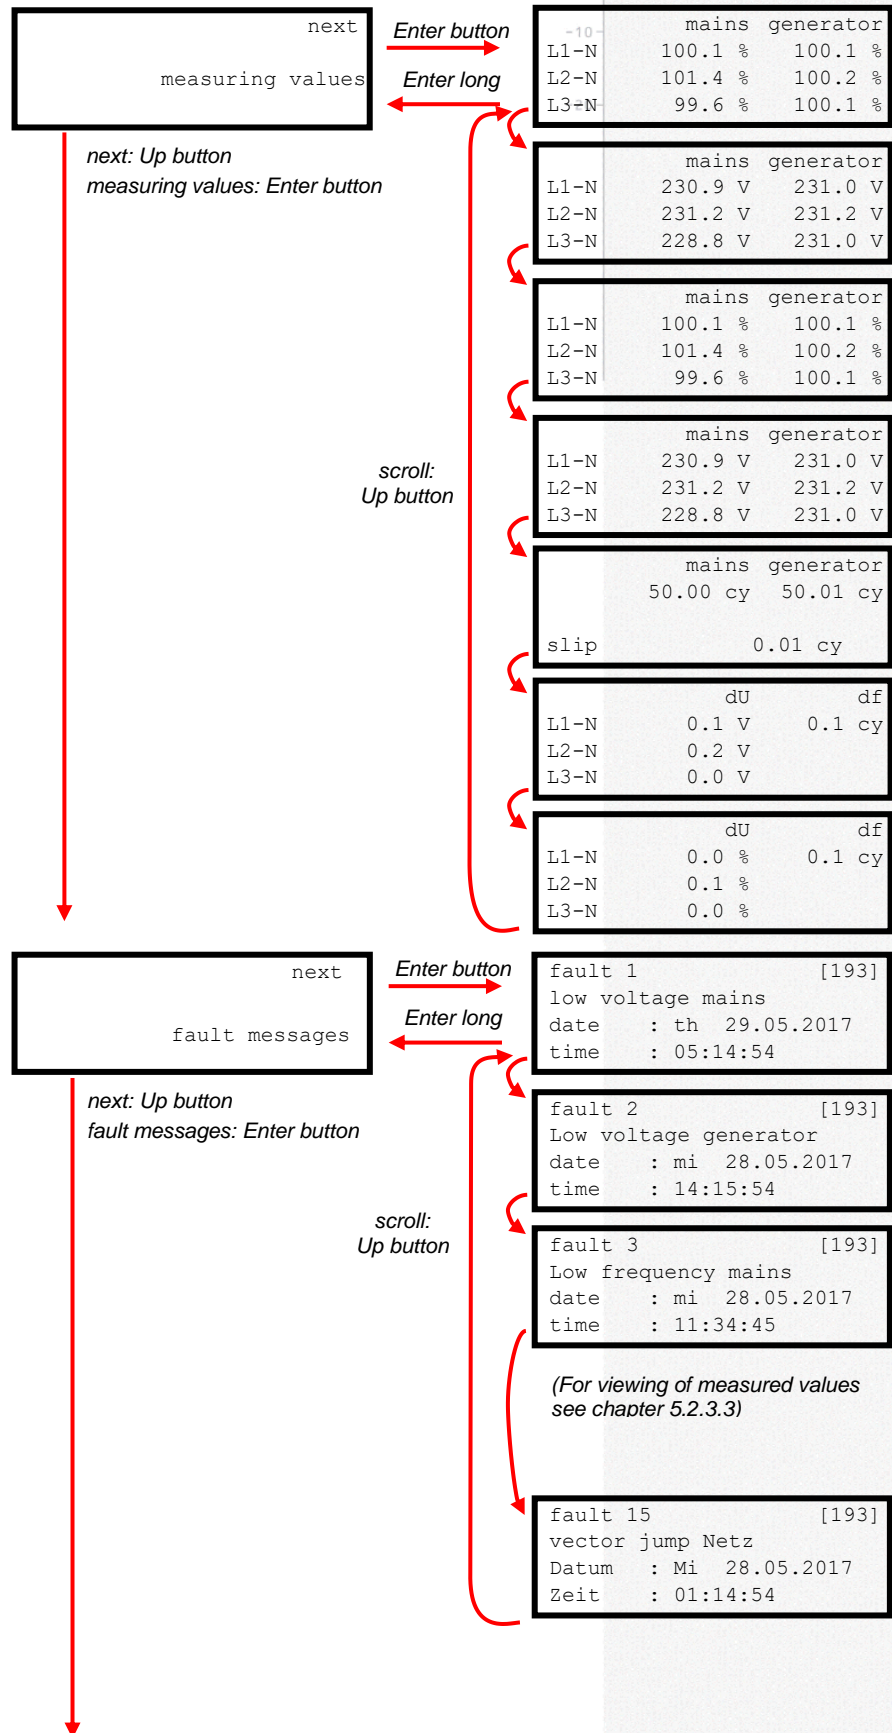 next
measuring values
Enter button
Enter long
-10-
mains generator
L1-N 100.1 % 100.1 %
L2-N 101.4 % 100.2 %
L3-N 99.6 % 100.1 %
next: Up button
measuring values: Enter button
mains generator
L1-N 230.9 V 231.0 V
L2-N 231.2 V 231.2 V
L3-N 228.8 V 231.0 V
mains generator
L1-N 100.1 % 100.1 %
L2-N 101.4 % 100.2 %
L3-N 99.6 % 100.1 %
scroll:
Up button
mains generator
L1-N 230.9 V 231.0 V
L2-N 231.2 V 231.2 V
L3-N 228.8 V 231.0 V
mains generator
50.00 cy 50.01 cy
slip 0.01 cy
dU df
L1-N 0.1 V 0.1 cy
L2-N 0.2 V
L3-N 0.0 V
dU df
L1-N 0.0 % 0.1 cy
L2-N 0.1 %
L3-N 0.0 %
next
fault messages
Enter button
Enter long
fault 1 [193]
low voltage mains
date : th 29.05.2017
time : 05:14:54
next: Up button
fault messages: Enter button
fault 2 [193]
Low voltage generator
date : mi 28.05.2017
time : 14:15:54
scroll:
Up button
fault 3 [193]
Low frequency mains
date : mi 28.05.2017
time : 11:34:45
(For viewing of measured values
see chapter 5.2.3.3)
fault 15 [193]
vector jump Netz
Datum : Mi 28.05.2017
Zeit : 01:14:54